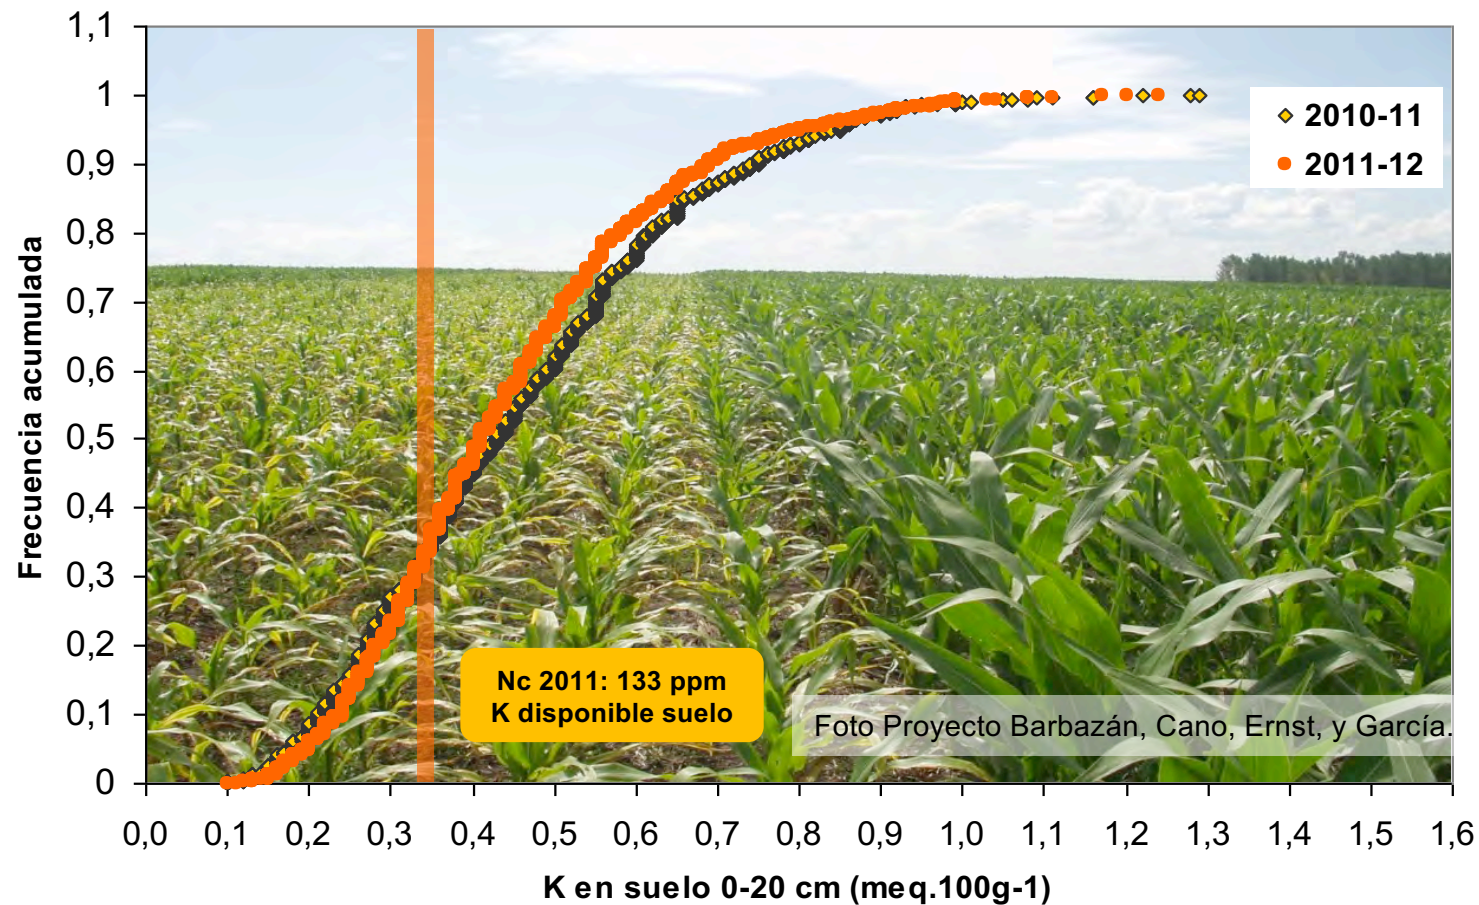 1,1
1
0,9
0,8
0,7
0,6
0,5
0,4
0,3
0,2
0,1
0
Frecuencia acumulada
2010-11
2011-12
Nc 2011: 133 ppm
K disponible suelo
Foto Proyecto Barbazán, Cano, Ernst, y García.
0,0 0,1 0,2 0,3 0,4 0,5 0,6 0,7 0,8 0,9 1,0 1,1 1,2 1,3 1,4 1,5 1,6
K en suelo 0-20 cm (meq.100g-1)